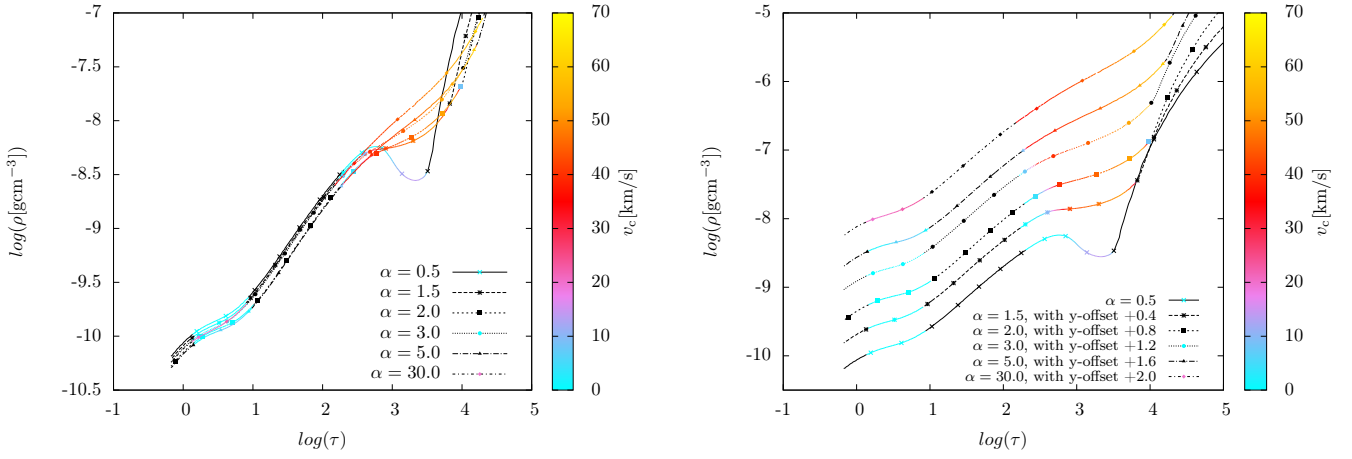 -7
-7.5
-8
-8.5
-9
-9.5
-10
-10.5
log(ρ[gcm⁻³])
-1 0 1 2 3 4 5
log(τ)
α = 0.5
α = 1.5
α = 2.0
α = 3.0
α = 5.0
α = 30.0
70
60
50
40
30
20
10
0
v_c[km/s]
-5
-6
-7
-8
-9
-10
log(ρ[gcm⁻³])
-1 0 1 2 3 4 5
log(τ)
α = 0.5
α = 1.5, with y-offset +0.4
α = 2.0, with y-offset +0.8
α = 3.0, with y-offset +1.2
α = 5.0, with y-offset +1.6
α = 30.0, with y-offset +2.0
70
60
50
40
30
20
10
0
v_c[km/s]